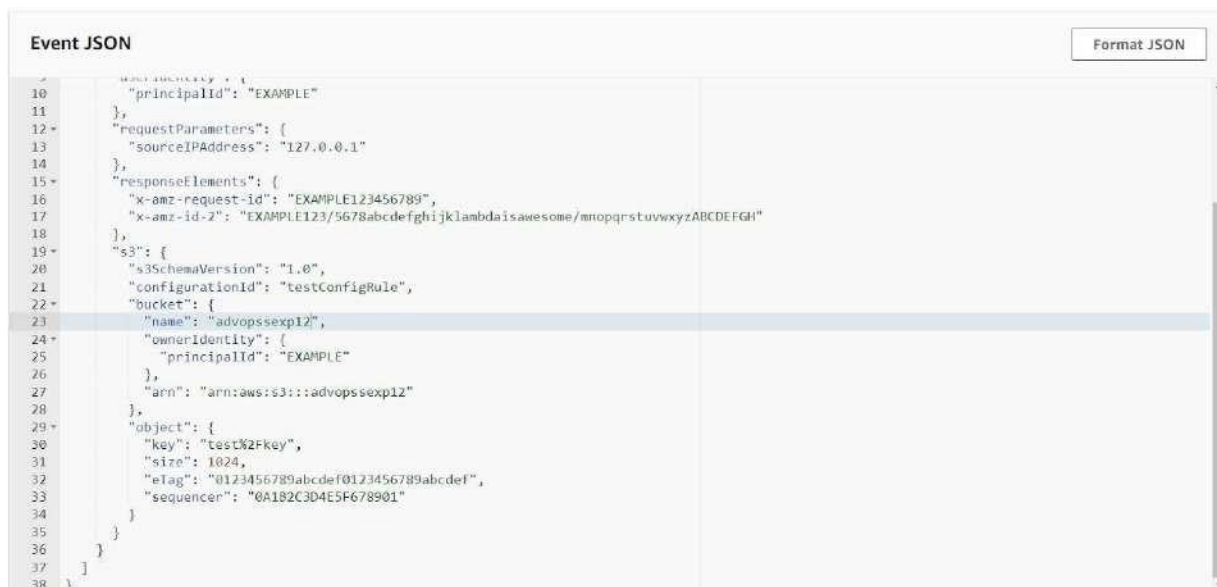 Event JSON
Format JSON
10 "principalId": "EXAMPLE"
11 },
12 "requestParameters": {
13 "sourceIPAddress": "127.0.0.1"
14 },
15 "responseElements": {
16 "x-amz-request-id": "EXAMPLE123456789",
17 "x-amz-id-2": "EXAMPLE123/5678abcdefghijklambdaisawesome/mnopqrstuvwxyzABCDEFGH"
18 },
19 "s3": {
20 "s3SchemaVersion": "1.0",
21 "configurationId": "testConfigRule",
22 "bucket": {
23 "name": "advopssexp12",
24 "ownerIdentity": {
25 "principalId": "EXAMPLE"
26 },
27 "arn": "arn:aws:s3:::advopssexp12"
28 },
29 "object": {
30 "key": "test%2Fkey",
31 "size": 1024,
32 "eTag": "0123456789abcdef0123456789abcdef",
33 "sequencer": "0A1B2C3D4E5F678901"
34 }
35 }
36 }
37 ]
38 }